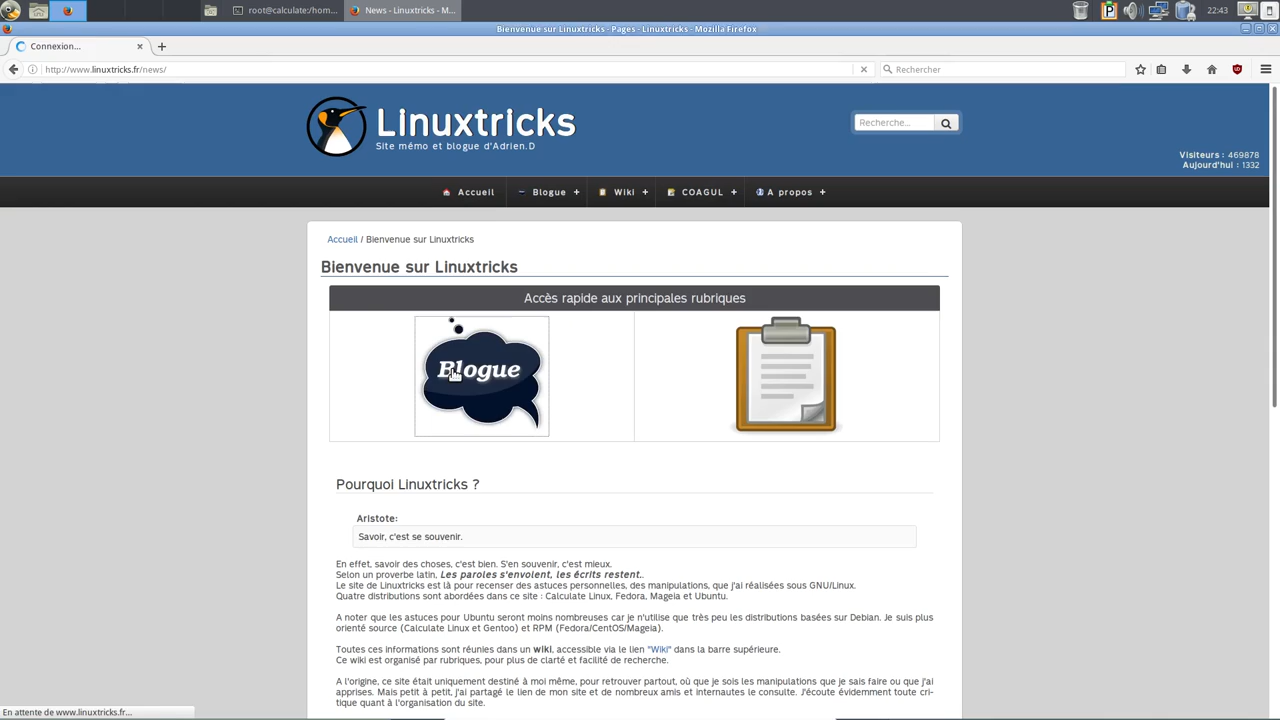 root@calculate:/hom...
News - Linuxtricks - M...
22:43
Bienvenue sur Linuxtricks - Pages - Linuxtricks - Mozilla Firefox
Connexion...
http://www.linuxtricks.fr/news/
Rechercher
Linuxtricks
Site mémo et blogue d'Adrien.D
Recherche...
Visiteurs : 469878
Aujourd'hui : 1332
Accueil
Blogue +
Wiki +
COAGUL +
A propos +
Accueil / Bienvenue sur Linuxtricks
Bienvenue sur Linuxtricks
Accès rapide aux principales rubriques
Blogue
Pourquoi Linuxtricks ?
Aristote:
Savoir, c'est se souvenir.
En effet, savoir des choses, c'est bien. S'en souvenir, c'est mieux.
Selon un proverbe latin, Les paroles s'envolent, les écrits restent..
Le site de Linuxtricks est là pour recenser des astuces personnelles, des manipulations, que j'ai réalisées sous GNU/Linux.
Quatre distributions sont abordées dans ce site : Calculate Linux, Fedora, Mageia et Ubuntu.
A noter que les astuces pour Ubuntu seront moins nombreuses car je n'utilise que très peu les distributions basées sur Debian. Je suis plus
orienté source (Calculate Linux et Gentoo) et RPM (Fedora/CentOS/Mageia).
Toutes ces informations sont réunies dans un wiki, accessible via le lien "Wiki" dans la barre supérieure.
Ce wiki est organisé par rubriques, pour plus de clarté et facilité de recherche.
A l'origine, ce site était uniquement destiné à moi même, pour retrouver partout, où que je sois les manipulations que je sais faire ou que j'ai
apprises. Mais petit à petit, j'ai partagé le lien de mon site et de nombreux amis et internautes le consulte. J'écoute évidemment toute cri-
tique quant à l'organisation du site.
En attente de www.linuxtricks.fr...